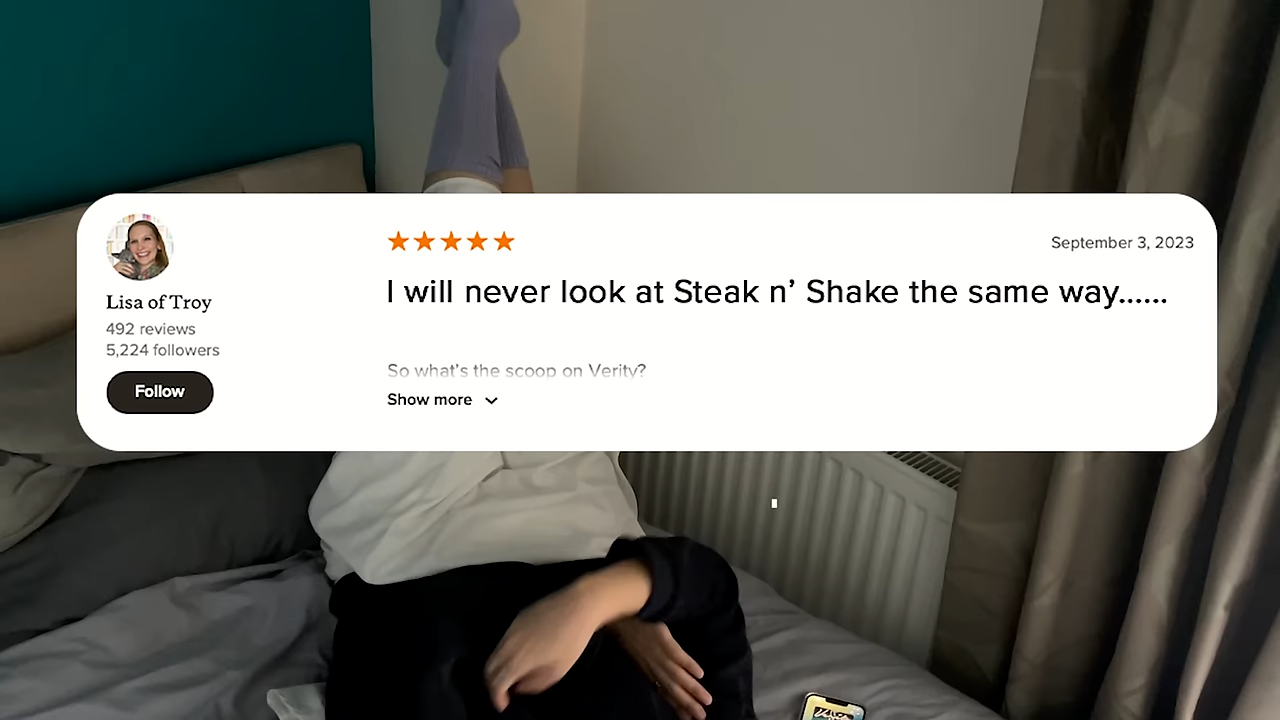 Lisa of Troy
492 reviews
5,224 followers
Follow
September 3, 2023
I will never look at Steak n’ Shake the same way......
So what's the scoop on Verity?
Show more